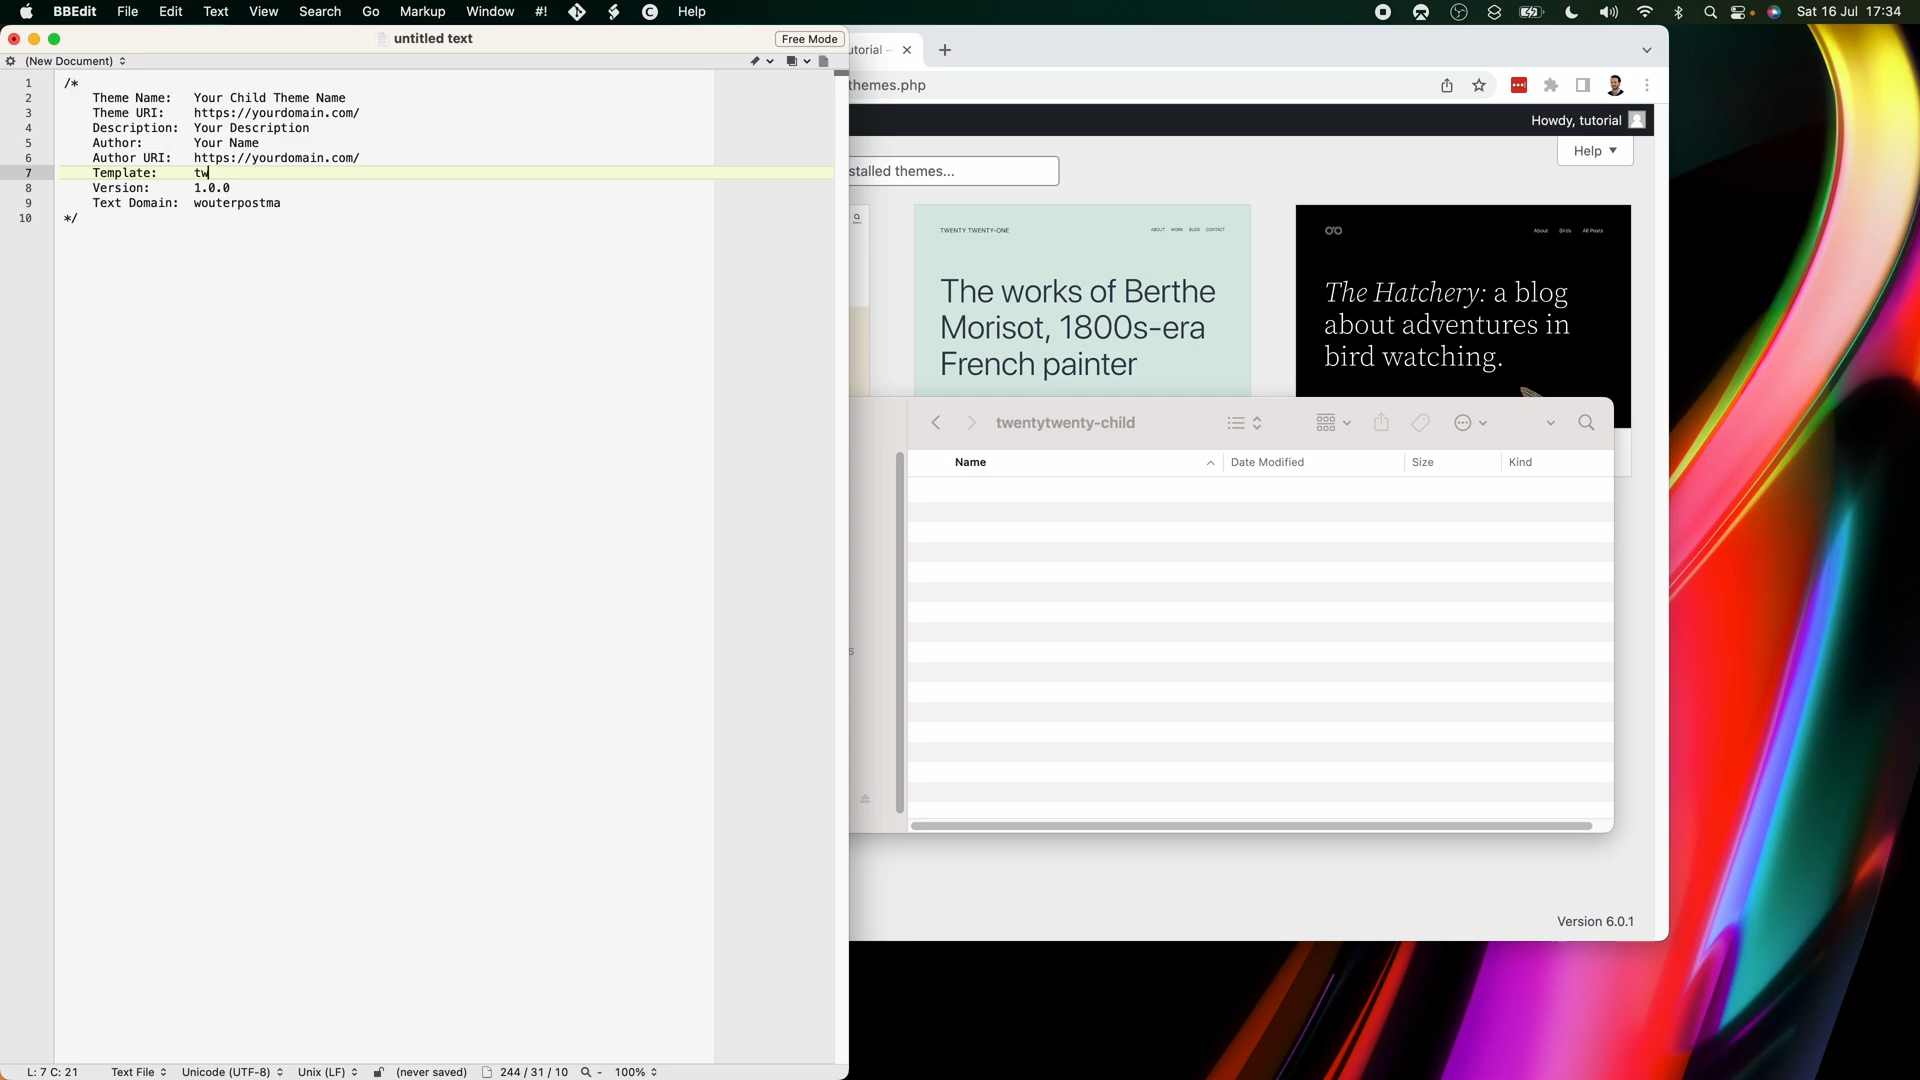 BBEdit File Edit Text View Search Go Markup Window #! Help Sat 16 Jul 17:34
untitled text Free Mode
(New Document)
1 /*
2 Theme Name: Your Child Theme Name
3 Theme URI: https://yourdomain.com/
4 Description: Your Description
5 Author: Your Name
6 Author URI: https://yourdomain.com/
7 Template: tw
8 Version: 1.0.0
9 Text Domain: wouterpostma
10 */
L: 7 C: 21 Text File Unicode (UTF-8) Unix (LF) (never saved) 244 / 31 / 10 - 100%
utorial -
hemes.php
Howdy, tutorial
Help
stalled themes...
TWENTY TWENTY-ONE ABOUT WORK BLOG CONTACT
The works of Berthe
Morisot, 1800s-era
French painter
About Birds All Posts
The Hatchery: a blog
about adventures in
bird watching.
twentytwenty-child
Name Date Modified Size Kind
s
Version 6.0.1